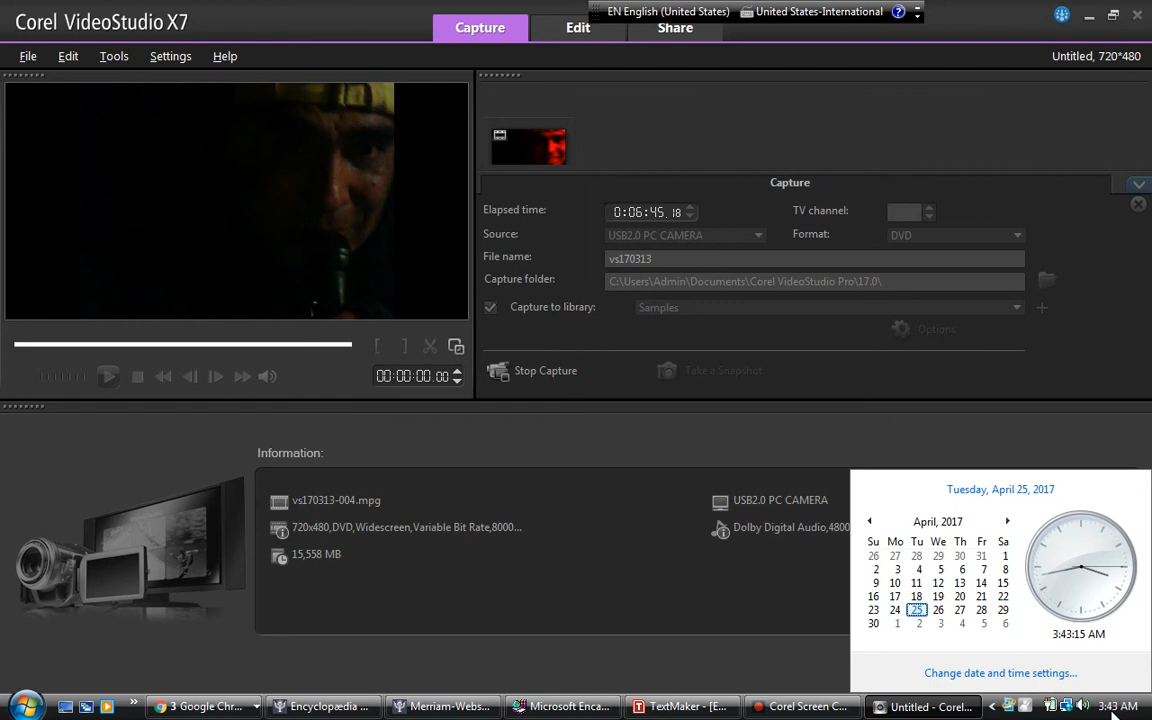 Corel VideoStudio X7
Capture
Edit
Share
EN English (United States)
United States-International
?
File Edit Tools Settings Help
Untitled, 720*480
Capture
Elapsed time: 0:06:45. 18
TV channel:
Source: USB2.0 PC CAMERA
Format: DVD
File name: vs170313
Capture folder: C:\Users\Admin\Documents\Corel VideoStudio Pro\17.0\
Capture to library: Samples
Options
Stop Capture
Take a Snapshot
00:00:00.00
Information:
vs170313-004.mpg
USB2.0 PC CAMERA
720x480,DVD,Widescreen,Variable Bit Rate,8000...
Dolby Digital Audio,4800
15,558 MB
Tuesday, April 25, 2017
April, 2017
Su Mo Tu We Th Fr Sa
26 27 28 29 30 31 1
2 3 4 5 6 7 8
9 10 11 12 13 14 15
16 17 18 19 20 21 22
23 24 25 26 27 28 29
30 1 2 3 4 5 6
3:43:15 AM
Change date and time settings...
3 Google Chr...
Encyclopædia ...
Merriam-Webs...
Microsoft Enca...
TextMaker - [E...
Corel Screen C...
Untitled - Corel...
3:43 AM